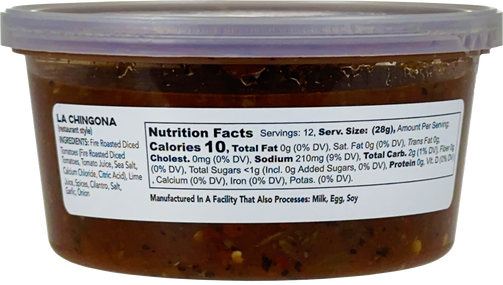 LA CHINGONA
(restaurant style)
INGREDIENTS: Fire Roasted Diced
Tomatoes (Fire Roasted Diced
Tomatoes, Tomato Juice, Sea Salt,
Calcium Chloride, Citric Acid), Lime
Juice, Spices, Cilantro, Salt,
Garlic, Onion
Nutrition Facts Servings: 12, Serv. Size: (28g), Amount Per Serving:
Calories 10, Total Fat 0g (0% DV), Sat. Fat 0g (0% DV), Trans Fat 0g,
Cholest. 0mg (0% DV), Sodium 210mg (9% DV), Total Carb. 2g (1% DV), Fiber 0g
(0% DV), Total Sugars <1g (Incl. 0g Added Sugars, 0% DV), Protein 0g, Vit. D (0% DV)
, Calcium (0% DV), Iron (0% DV), Potas. (0% DV).
Manufactured In A Facility That Also Processes: Milk, Egg, Soy